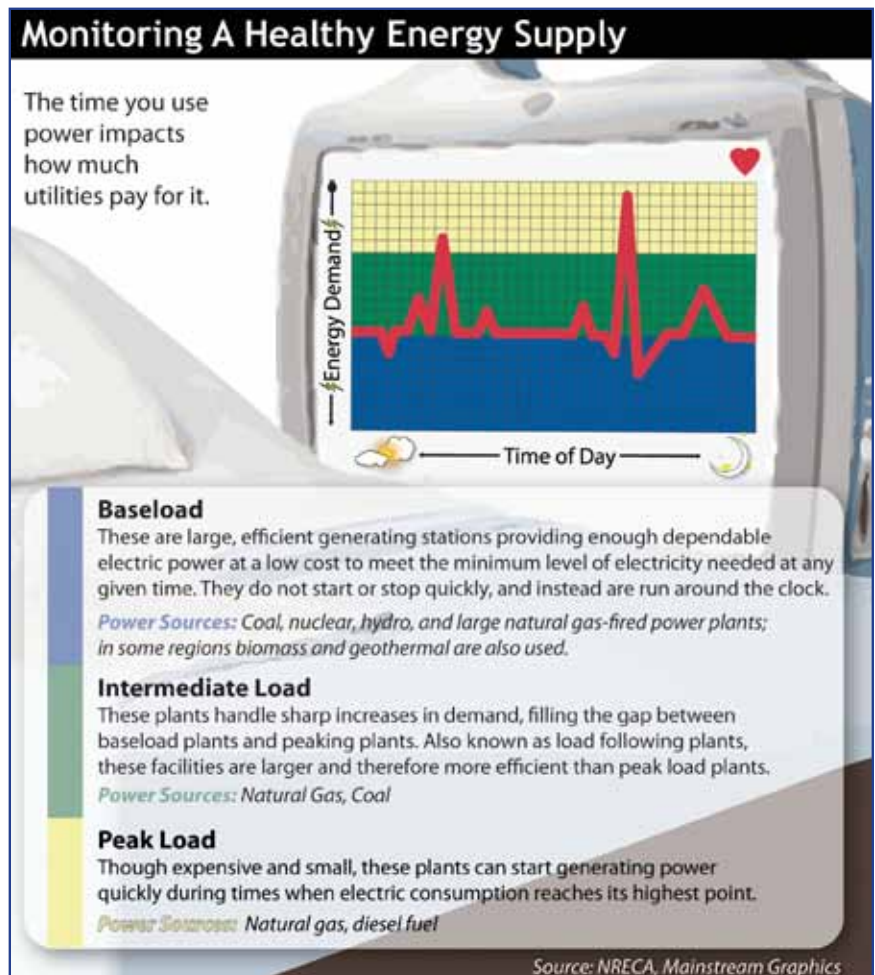 Monitoring A Healthy Energy Supply
The time you use
power impacts
how much
utilities pay for it.
Energy Demand
Time of Day
Baseload
These are large, efficient generating stations providing enough dependable
electric power at a low cost to meet the minimum level of electricity needed at any
given time. They do not start or stop quickly, and instead are run around the clock.
Power Sources: Coal, nuclear, hydro, and large natural gas-fired power plants;
in some regions biomass and geothermal are also used.
Intermediate Load
These plants handle sharp increases in demand, filling the gap between
baseload plants and peaking plants. Also known as load following plants,
these facilities are larger and therefore more efficient than peak load plants.
Power Sources: Natural Gas, Coal
Peak Load
Though expensive and small, these plants can start generating power
quickly during times when electric consumption reaches its highest point.
Power Sources: Natural gas, diesel fuel
Source: NRECA, Mainstream Graphics